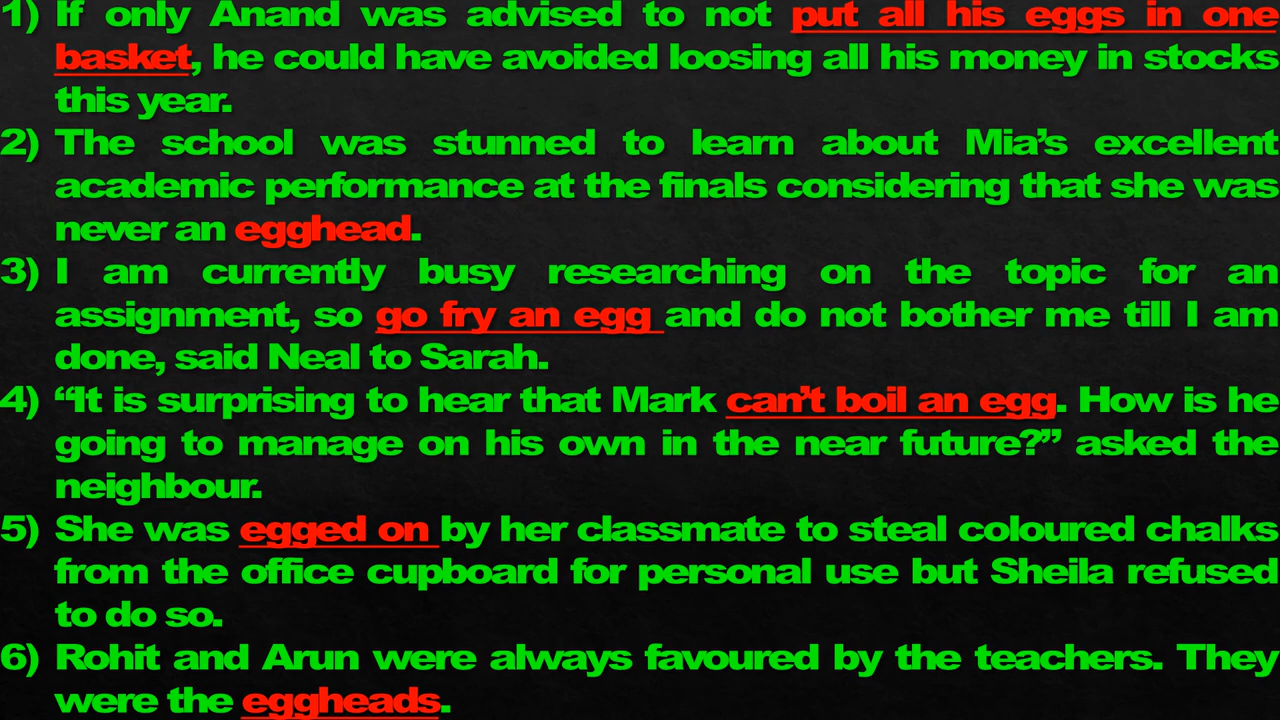 1) If only Anand was advised to not put all his eggs in one
basket, he could have avoided loosing all his money in stocks
this year.
2) The school was stunned to learn about Mia’s excellent
academic performance at the finals considering that she was
never an egghead.
3) I am currently busy researching on the topic for an
assignment, so go fry an egg and do not bother me till I am
done, said Neal to Sarah.
4) “It is surprising to hear that Mark can’t boil an egg. How is he
going to manage on his own in the near future?” asked the
neighbour.
5) She was egged on by her classmate to steal coloured chalks
from the office cupboard for personal use but Sheila refused
to do so.
6) Rohit and Arun were always favoured by the teachers. They
were the eggheads.